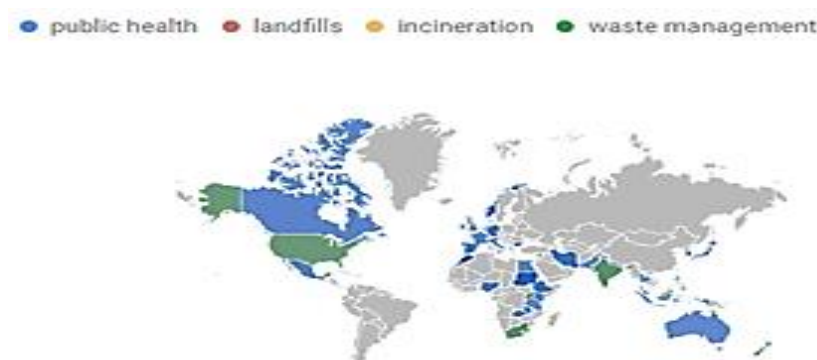 public health landfills incineration waste management